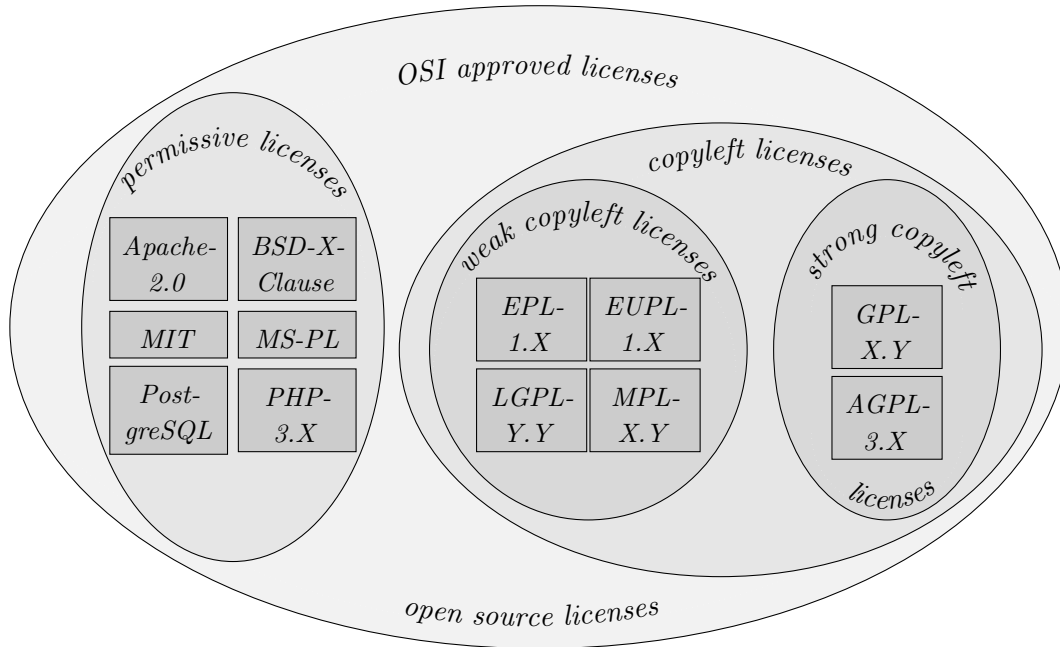 OSI approved licenses
permissive licenses
Apache-
2.0
BSD-X-
Clause
MIT
MS-PL
Post-
greSQL
PHP-
3.X
copyleft licenses
weak copyleft licenses
EPL-
1.X
EUPL-
1.X
LGPL-
Y.Y
MPL-
X.Y
strong copyleft
GPL-
X.Y
AGPL-
3.X
licenses
open source licenses